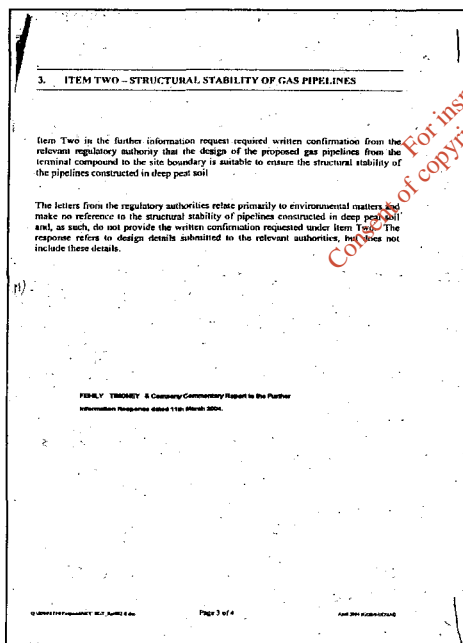 3. ITEM TWO – STRUCTURAL STABILITY OF GAS PIPELINES
Item Two in the further information request required written confirmation from the
relevant regulatory authority that the design of the proposed gas pipelines from the
terminal compound to the site boundary is suitable to ensure the structural stability of
the pipelines constructed in deep peat soil
The letters from the regulatory authorities relate primarily to environmental matters and
make no reference to the structural stability of pipelines constructed in deep peat soil
and, as such, do not provide the written confirmation requested under Item Two. The
response refers to design details submitted to the relevant authorities, but does not
include these details.
FEHILY TIMONEY & Company Commentary Report to the Further
Information Response dated 11th March 2004.
Page 3 of 4
April 2004
For insp
Consent of copyri